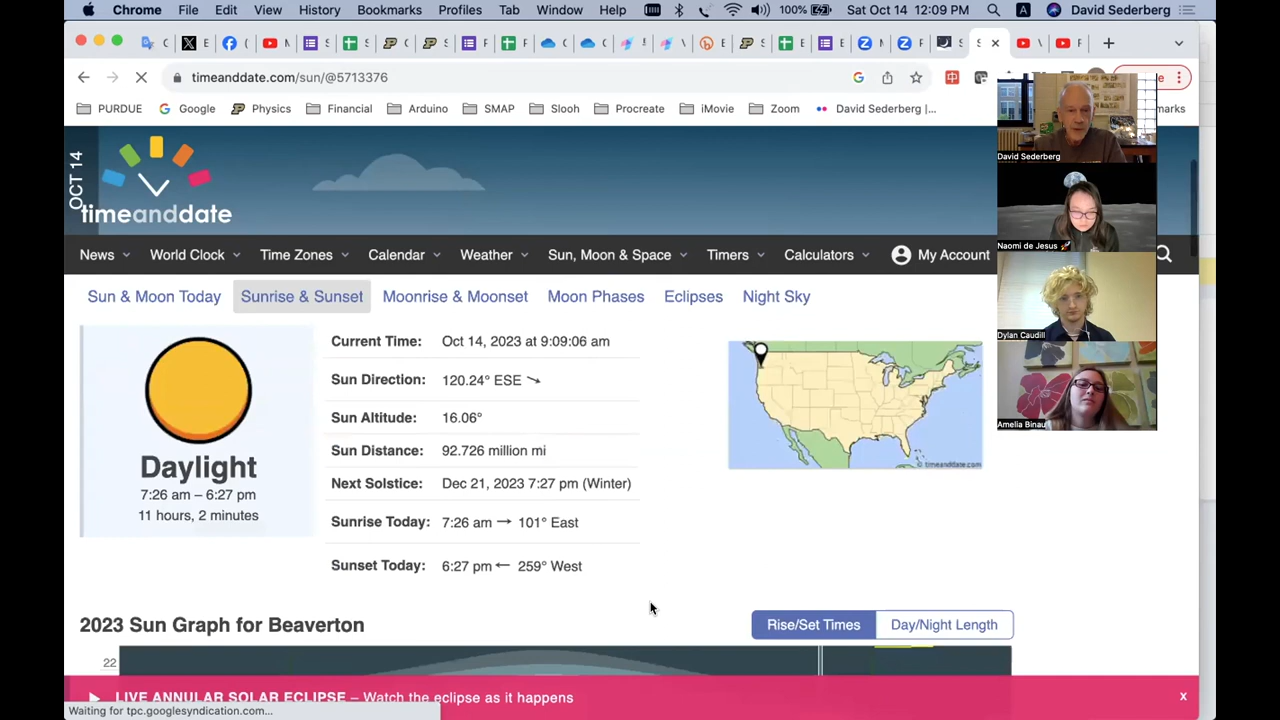 Chrome File Edit View History Bookmarks Profiles Tab Window Help 100% Sat Oct 14 12:09 PM A David Sederberg
timeanddate.com/sun/@5713376
PURDUE Google Physics Financial Arduino SMAP Slooh Procreate iMovie Zoom David Sederberg |...
OCT 14
timeanddate
News World Clock Time Zones Calendar Weather Sun, Moon & Space Timers Calculators My Account
Sun & Moon Today Sunrise & Sunset Moonrise & Moonset Moon Phases Eclipses Night Sky
Daylight
7:26 am – 6:27 pm
11 hours, 2 minutes
Current Time: Oct 14, 2023 at 9:09:06 am
Sun Direction: 120.24° ESE ↘
Sun Altitude: 16.06°
Sun Distance: 92.726 million mi
Next Solstice: Dec 21, 2023 7:27 pm (Winter)
Sunrise Today: 7:26 am → 101° East
Sunset Today: 6:27 pm ← 259° West
© timeanddate.com
David Sederberg
Naomi de Jesus 🚀
Dylan Caudill
Amelia Binau
2023 Sun Graph for Beaverton
Rise/Set Times Day/Night Length
22
LIVE ANNULAR SOLAR ECLIPSE – Watch the eclipse as it happens X
Waiting for tpc.googlesyndication.com...